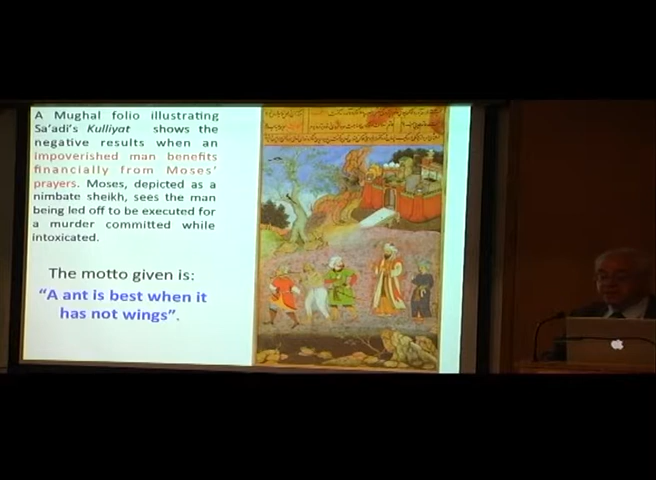 A Mughal folio illustrating
Sa'adi's Kulliyat shows the
negative results when an
impoverished man benefits
financially from Moses'
prayers. Moses, depicted as a
nimbate sheikh, sees the man
being led off to be executed for
a murder committed while
intoxicated.
The motto given is:
“A ant is best when it
has not wings”.